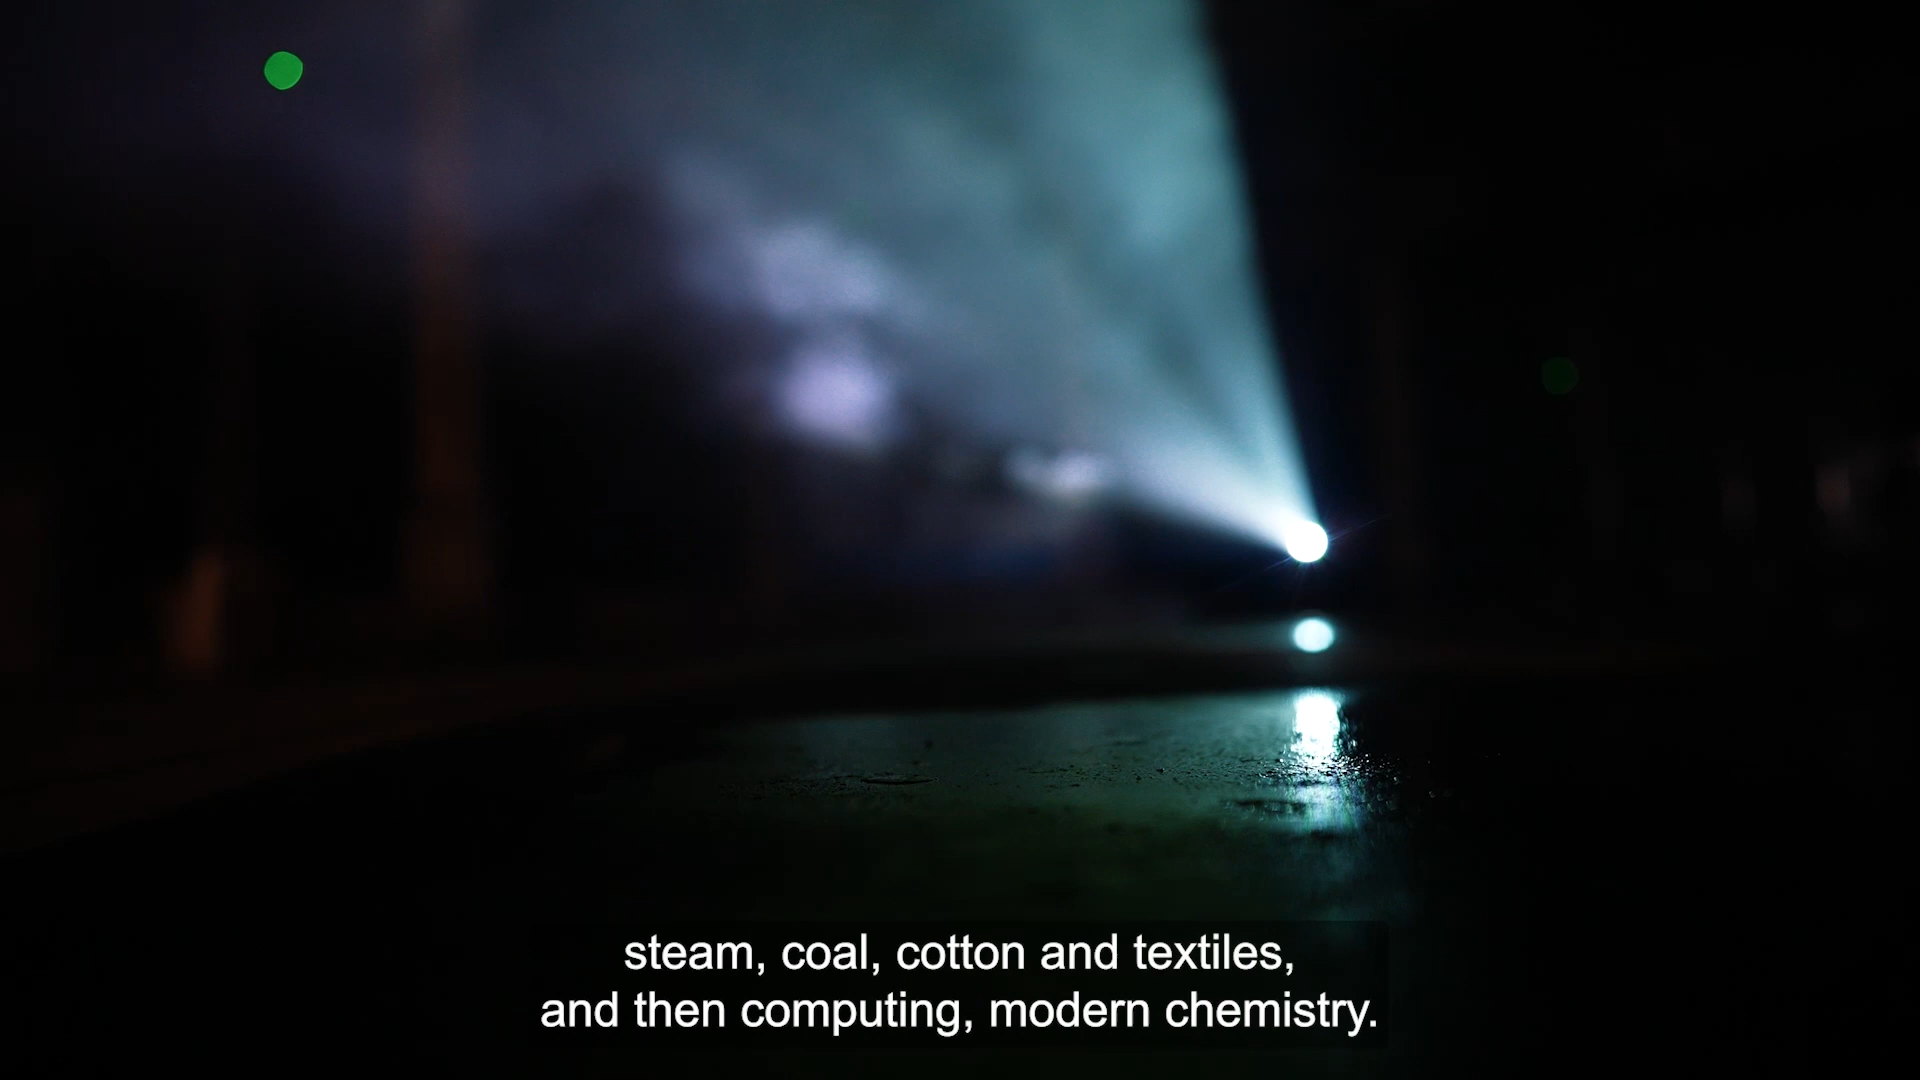 steam, coal, cotton and textiles,
and then computing, modern chemistry.